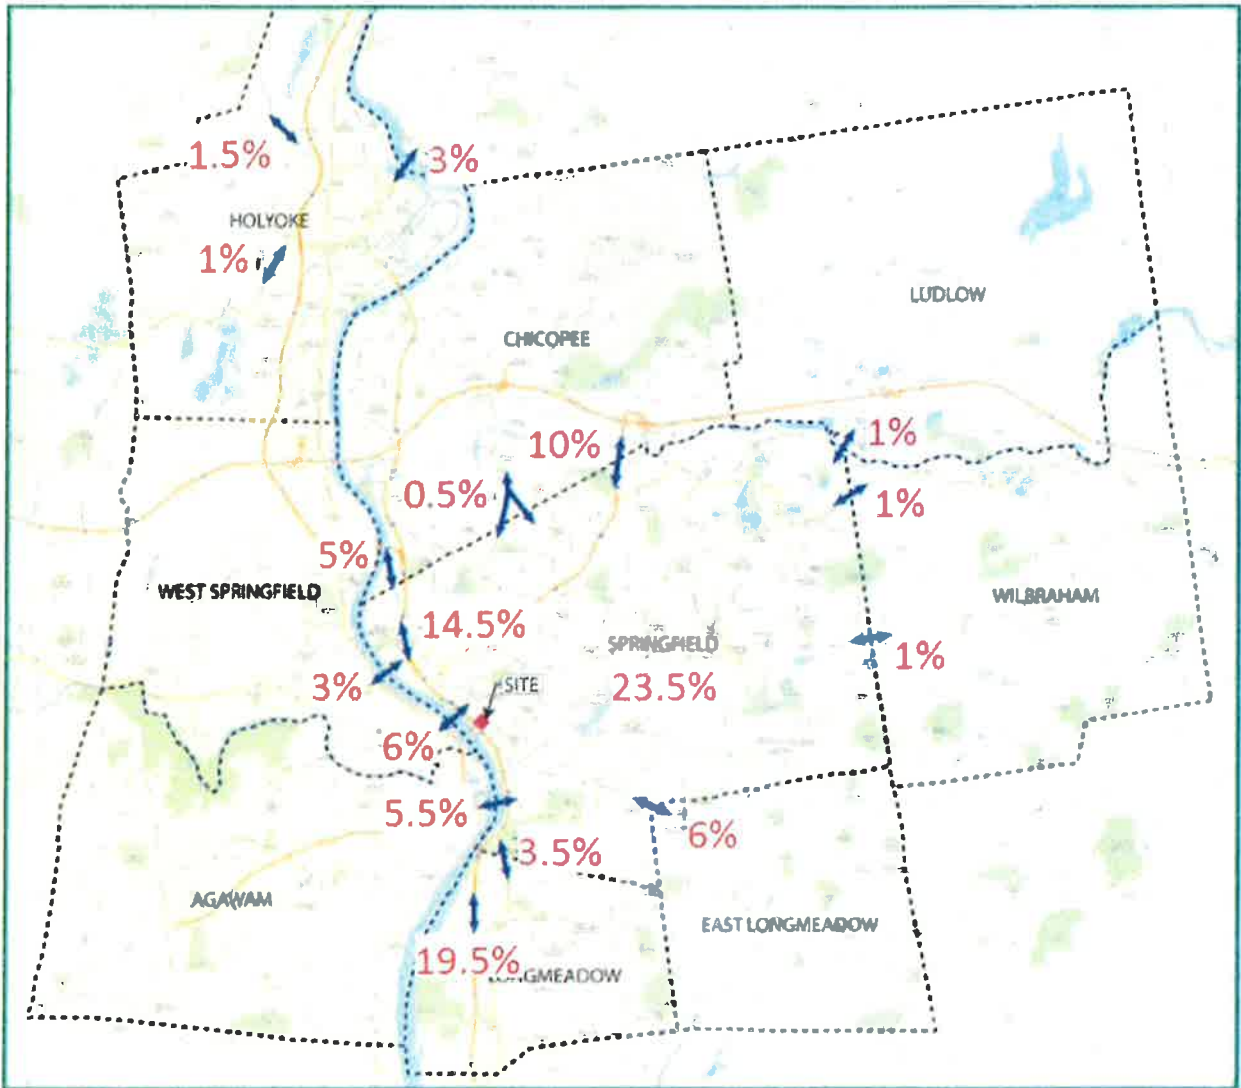 1.5%
3%
HOLYOKE
1%
LUDLOW
CHICOPEE
10%
1%
0.5%
1%
5%
WEST SPRINGFIELD
WILBRAHAM
14.5%
SPRINGFIELD
1%
3%
SITE
23.5%
6%
5.5%
6%
3.5%
AGAWAM
EAST LONGMEADOW
19.5%
LONGMEADOW